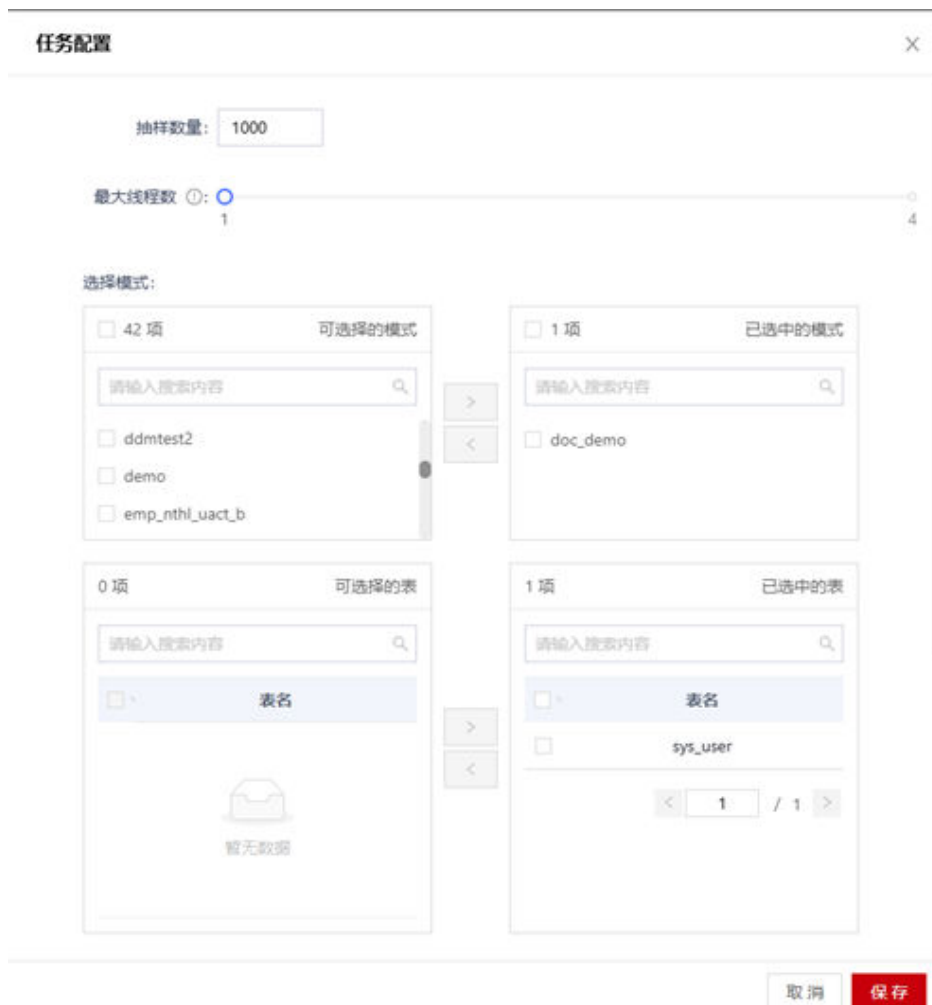 任务配置
抽样数量: 1000
最大线程数 : 
1 4
选择模式:
42 项 可选择的模式
请输入搜索内容
ddmtest2
demo
emp_nthl_uact_b
1 项 已选中的模式
请输入搜索内容
doc_demo
> 
<
0 项 可选择的表
请输入搜索内容
表名
暂无数据
1 项 已选中的表
请输入搜索内容
表名
sys_user
< 1 / 1 >
>
<
取消 保存